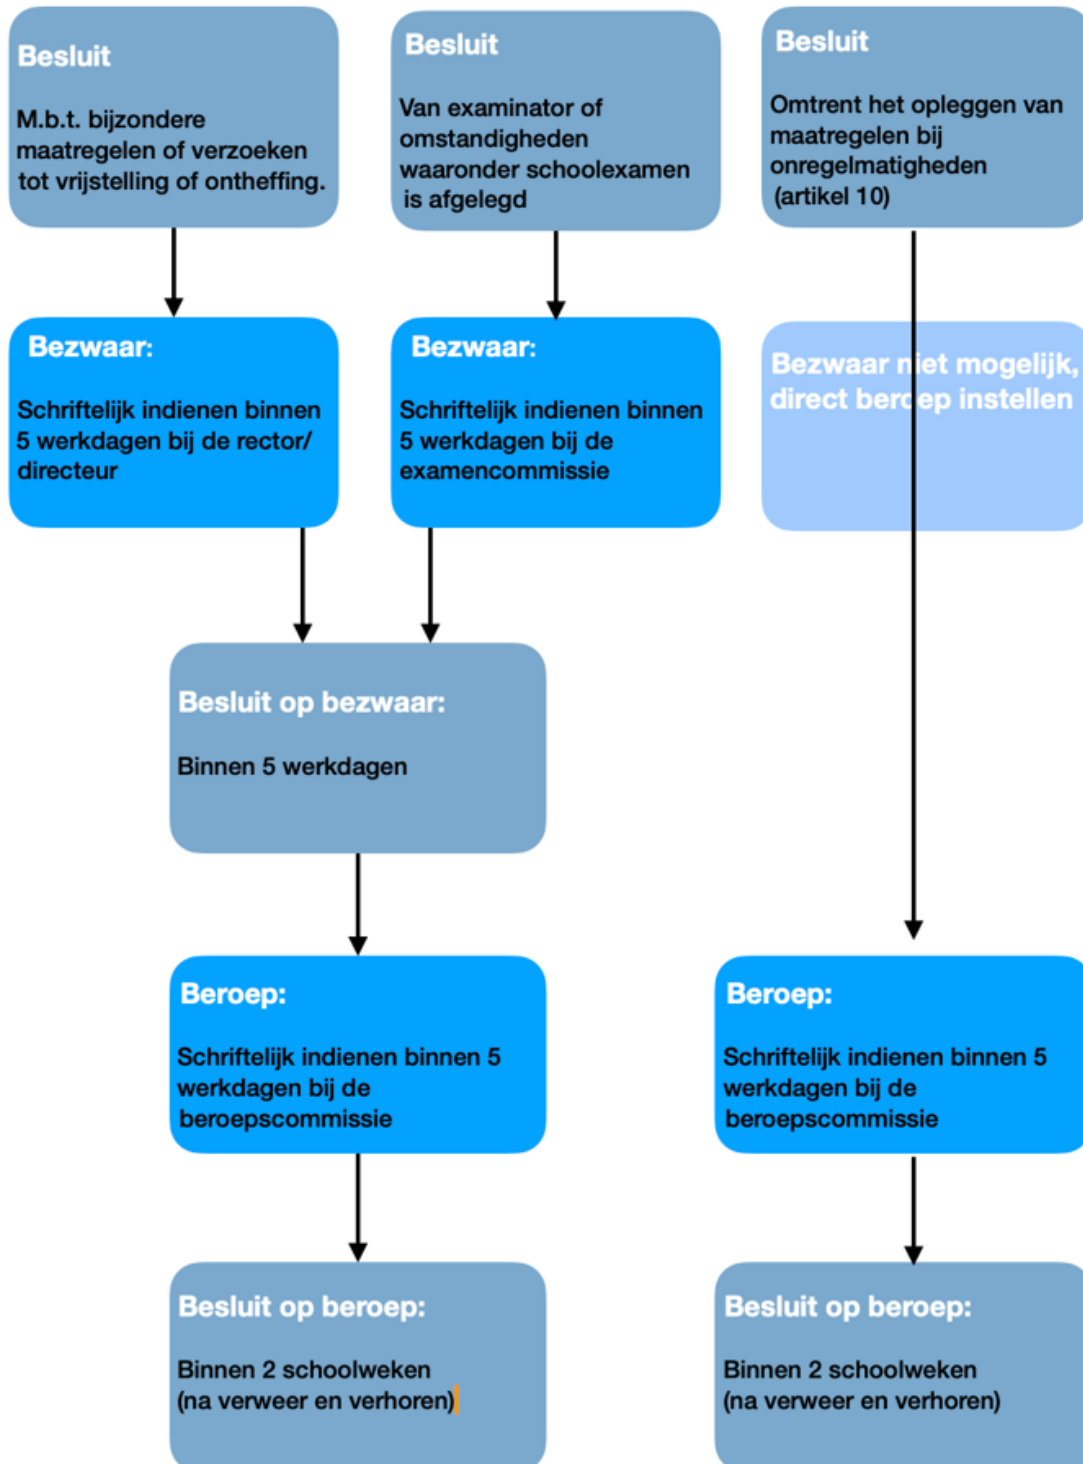 Besluit
M.b.t. bijzondere
maatregelen of verzoeken
tot vrijstelling of ontheffing.
Besluit
Van examinator of
omstandigheden
waaronder schoolexamen
is afgelegd
Besluit
Omtrent het opleggen van
maatregelen bij
onregelmatigheden
(artikel 10)
Bezwaar:
Schriftelijk indienen binnen
5 werkdagen bij de rector/
directeur
Bezwaar:
Schriftelijk indienen binnen
5 werkdagen bij de
examencommissie
Bezwaar niet mogelijk,
direct beroep instellen
Besluit op bezwaar:
Binnen 5 werkdagen
Beroep:
Schriftelijk indienen binnen 5
werkdagen bij de
beroepscommissie
Beroep:
Schriftelijk indienen binnen 5
werkdagen bij de
beroepscommissie
Besluit op beroep:
Binnen 2 schoolweken
(na verweer en verhoren)
Besluit op beroep:
Binnen 2 schoolweken
(na verweer en verhoren)